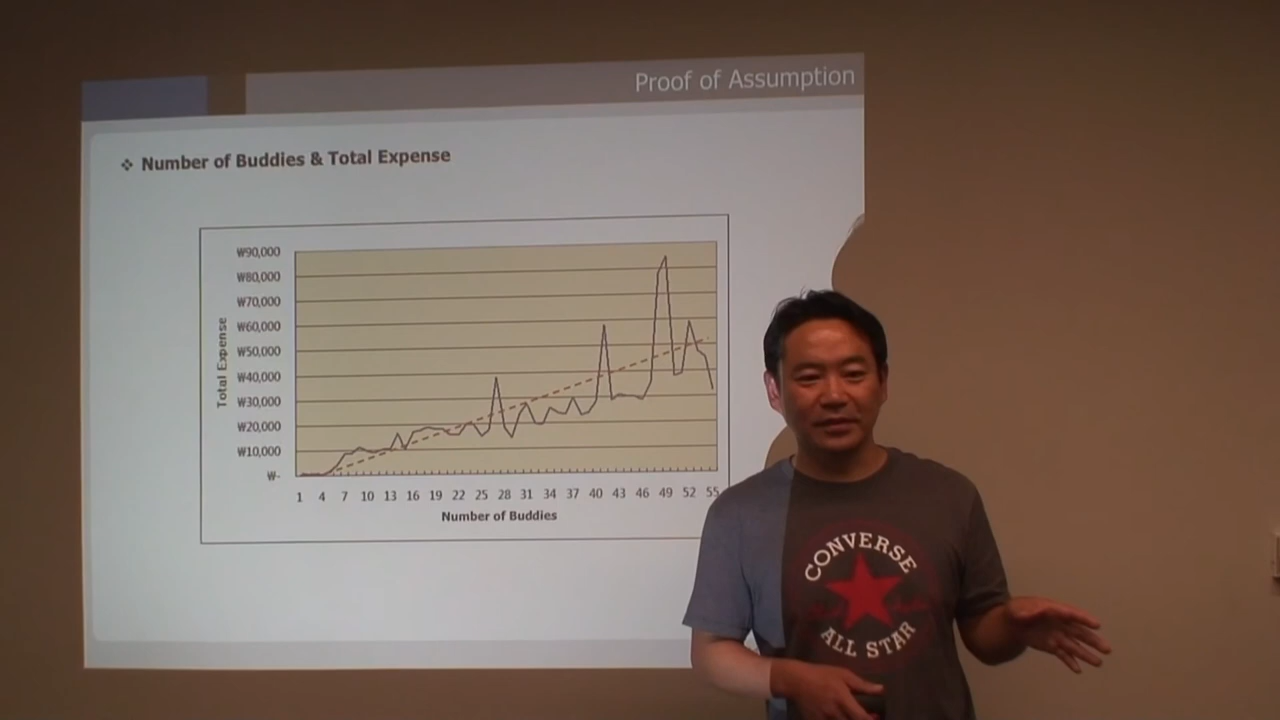 Proof of Assumption
❖ Number of Buddies & Total Expense
₩90,000
₩80,000
₩70,000
₩60,000
₩50,000
₩40,000
₩30,000
₩20,000
₩10,000
₩-
Total Expense
1 4 7 10 13 16 19 22 25 28 31 34 37 40 43 46 49 52 55
Number of Buddies
CONVERSE
ALL STAR